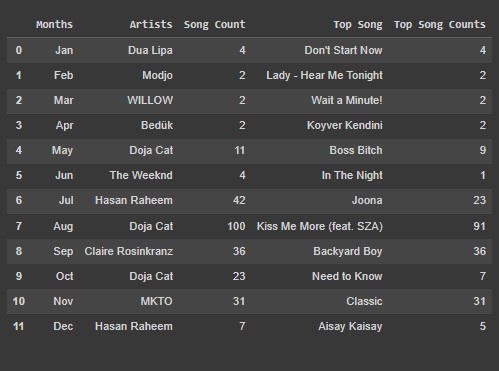 Months Artists Song Count Top Song Top Song Counts
0 Jan Dua Lipa 4 Don't Start Now 4
1 Feb Modjo 2 Lady - Hear Me Tonight 2
2 Mar WILLOW 2 Wait a Minute! 2
3 Apr Bedük 2 Koyver Kendini 2
4 May Doja Cat 11 Boss Bitch 9
5 Jun The Weeknd 4 In The Night 1
6 Jul Hasan Raheem 42 Joona 23
7 Aug Doja Cat 100 Kiss Me More (feat. SZA) 91
8 Sep Claire Rosinkranz 36 Backyard Boy 36
9 Oct Doja Cat 23 Need to Know 7
10 Nov MKTO 31 Classic 31
11 Dec Hasan Raheem 7 Aisay Kaisay 5